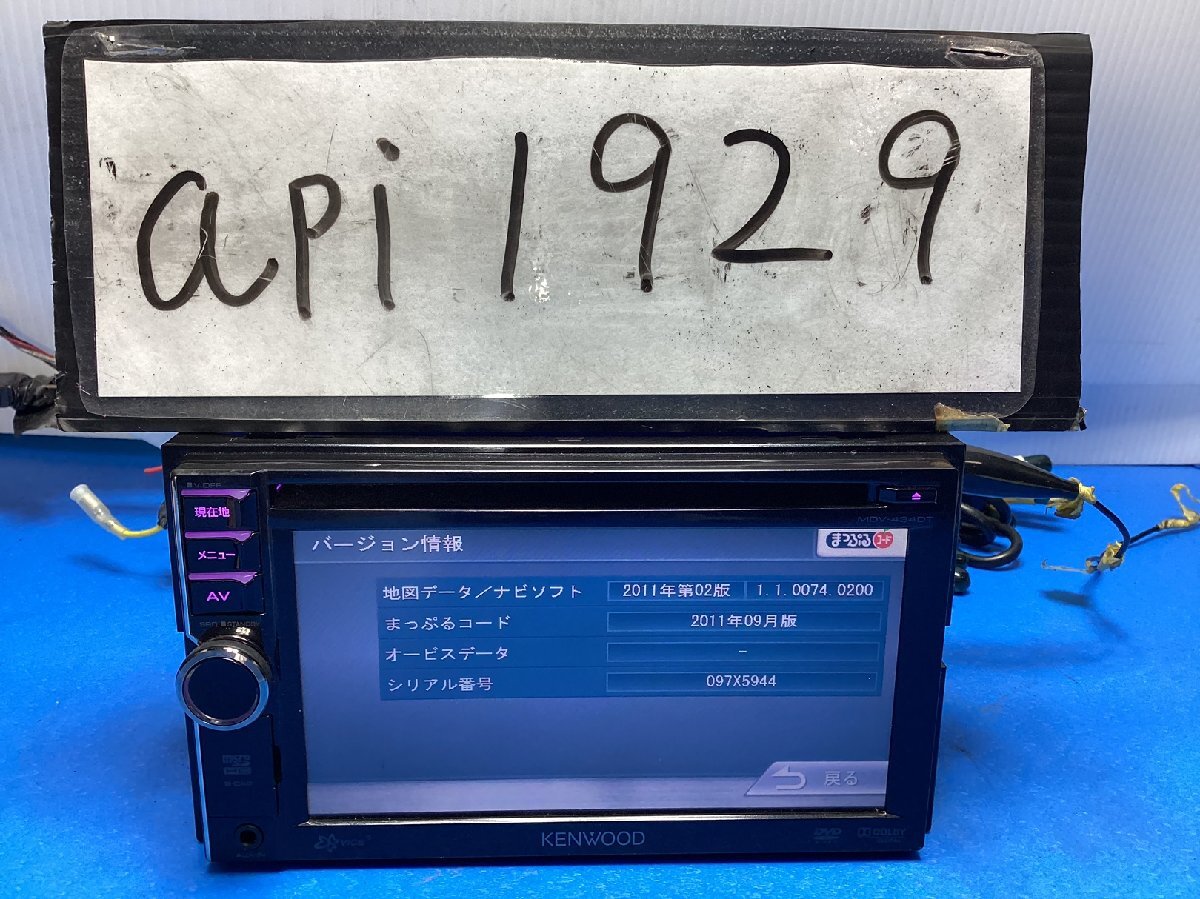 api 1929
現在地
メニュー
AV
MDV-434DT
バージョン情報
まっぷるコード
地図データ/ナビソフト 2011年第02版 1.1.0074.0200
まっぷるコード 2011年09月版
オービスデータ -
シリアル番号 097X5944
戻る
KENWOOD
DVD
DOLBY